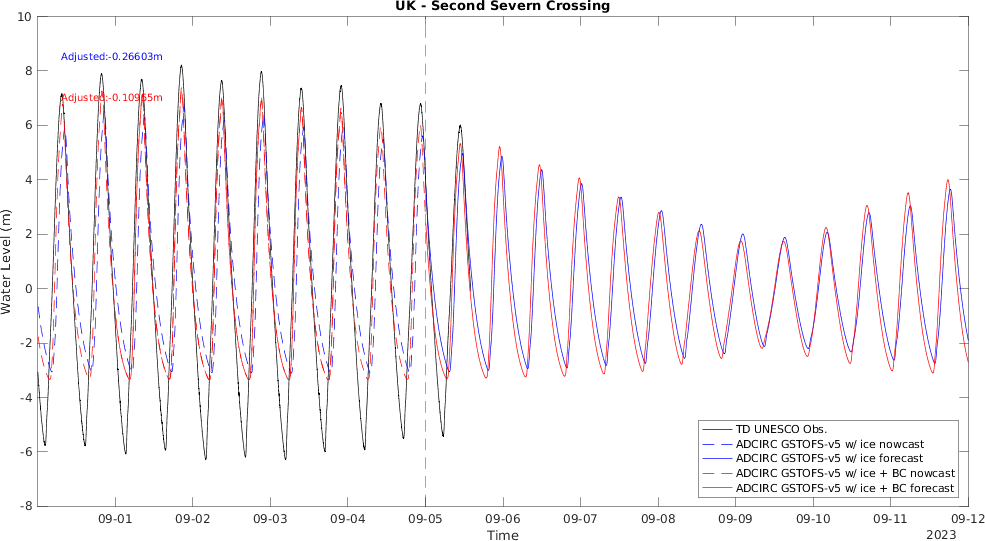 UK - Second Severn Crossing
10
8
6
4
2
0
-2
-4
-6
-8
Water Level (m)
Adjusted:-0.26603m
Adjusted:-0.10955m
TD UNESCO Obs.
ADCIRC GSTOFS-v5 w/ ice nowcast
ADCIRC GSTOFS-v5 w/ ice forecast
ADCIRC GSTOFS-v5 w/ ice + BC nowcast
ADCIRC GSTOFS-v5 w/ ice + BC forecast
09-01 09-02 09-03 09-04 09-05 09-06 09-07 09-08 09-09 09-10 09-11 09-12
2023
Time